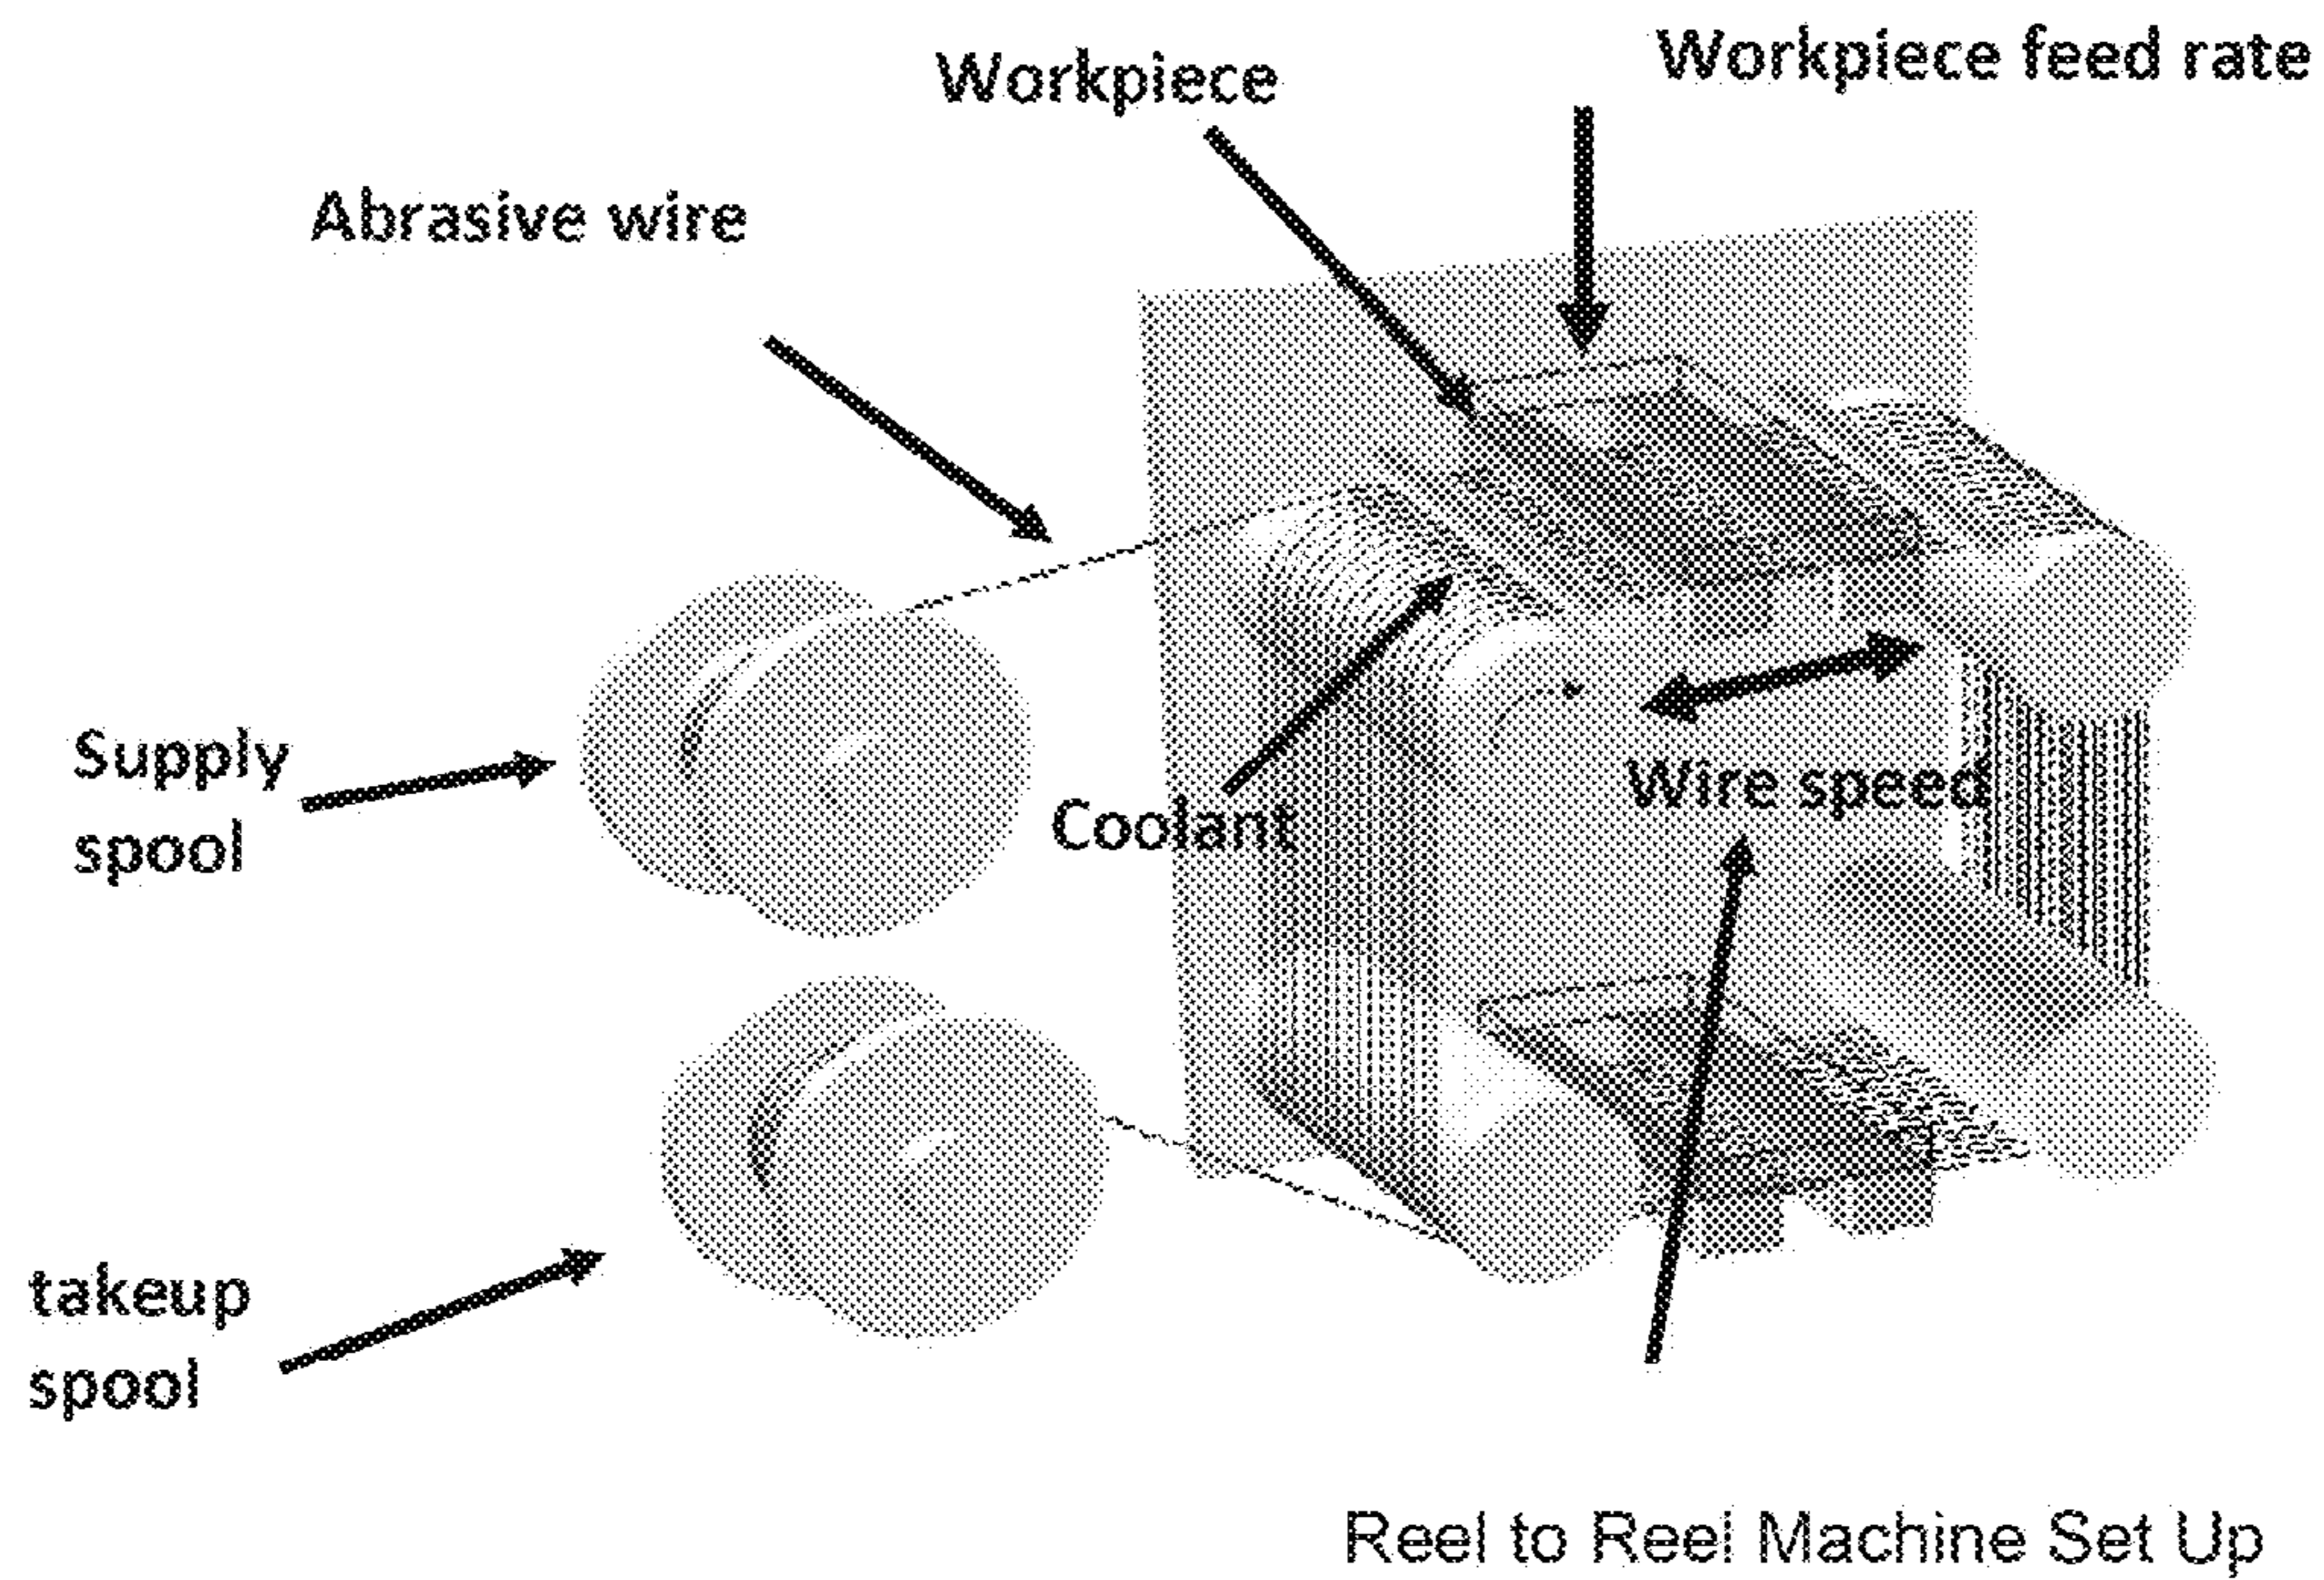 Workpiece feed rate
Workpiece
Abrasive wire
Supply
spool
Coolant
Wire speed
takeup
spool
Reel to Reel Machine Set Up